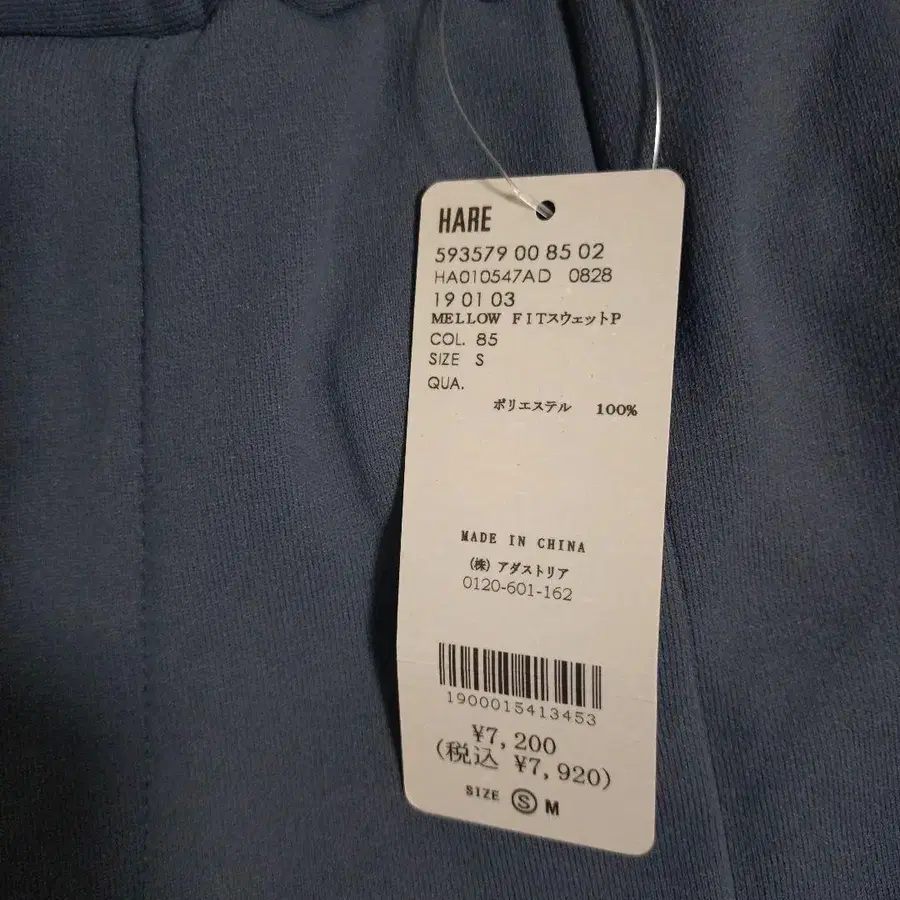 HARE
593579 00 85 02
HA010547AD 0828
19 01 03
MELLOW FITスウェットP
COL. 85
SIZE S
QUA.
ポリエステル 100%
MADE IN CHINA
(株) アダストリア
0120-601-162
1900015413453
¥7,200
(税込 ¥7,920)
SIZE Ⓢ M